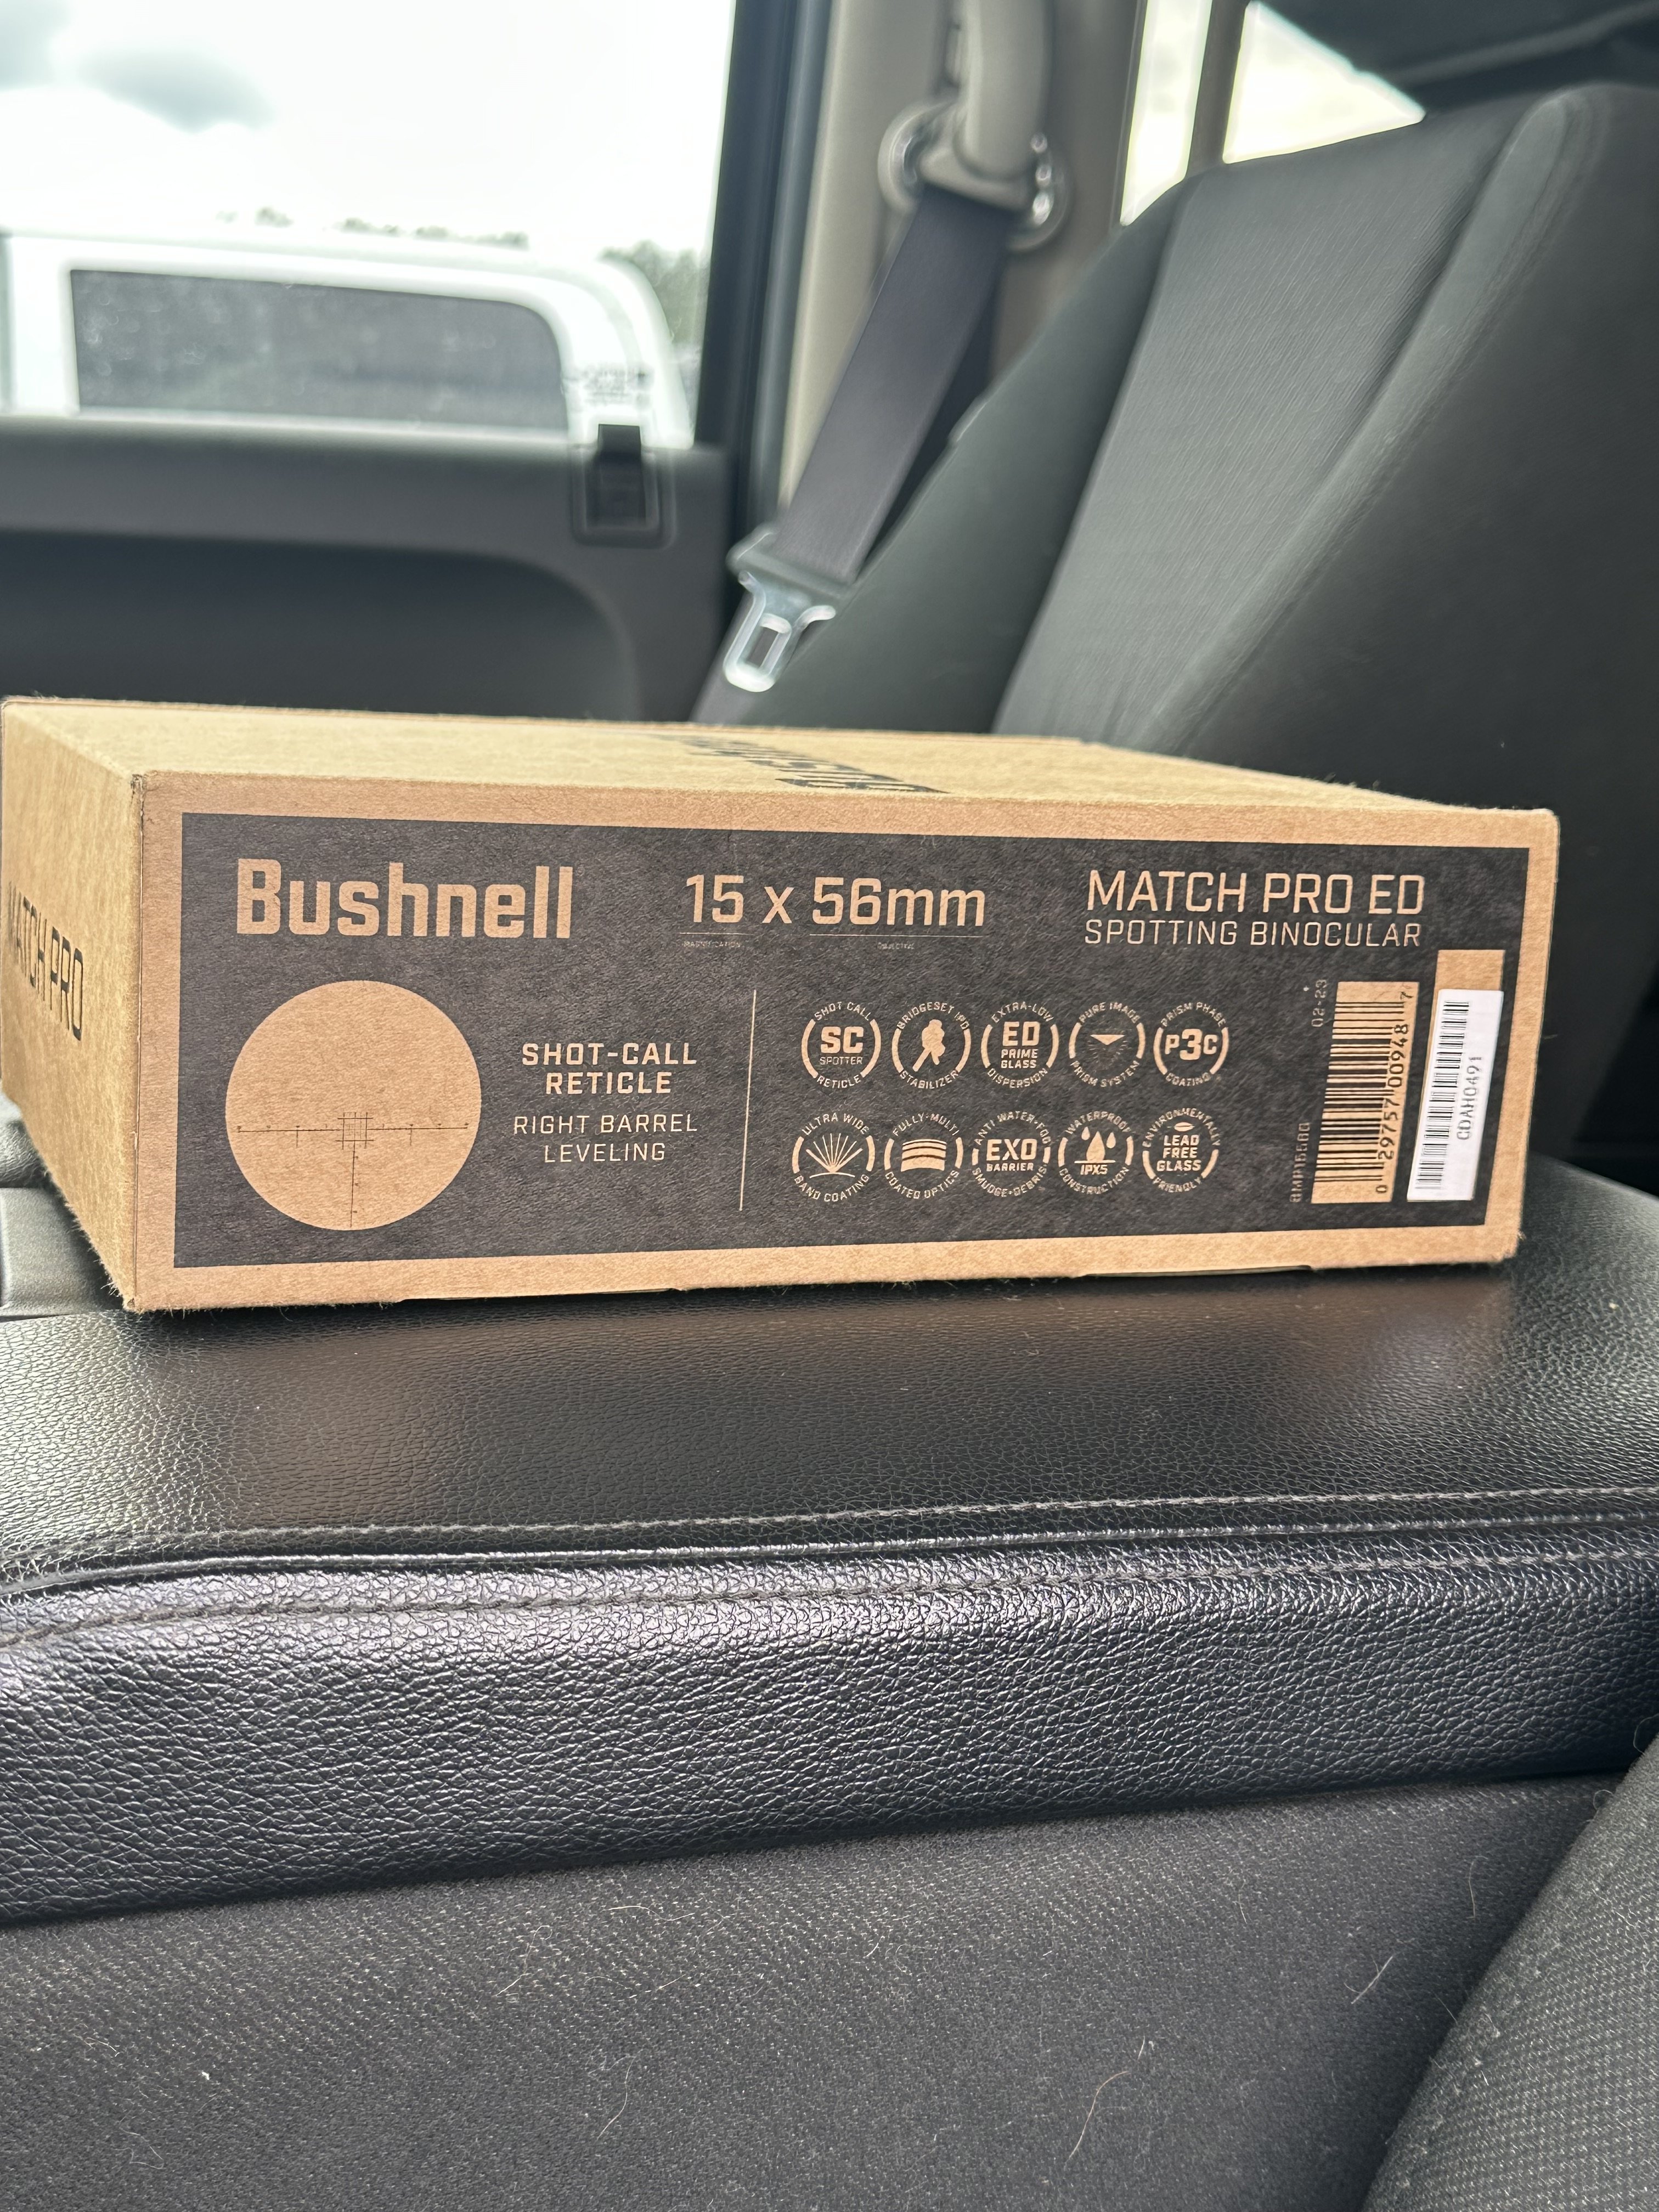 MATCH PRO
Bushnell
15 x 56mm
MAGNIFICATION
OBJECTIVE
MATCH PRO ED
SPOTTING BINOCULAR
SHOT-CALL
RETICLE
RIGHT BARREL
LEVELING
SHOT CALL
SC
SPOTTER
RETICLE
BRIDGESET IPD
STABILIZER
EXTRA-LOW
ED
PRIME
GLASS
DISPERSION
PURE IMAGE
PRISM SYSTEM
PRISM PHASE
P3C
COATING
ULTRA WIDE
BAND COATING
FULLY-MULTI
COATED OPTICS
ANTI WATER-FOG
EXO
BARRIER
SMUDGE+DEBRIS
WATERPROOF
IPX5
CONSTRUCTION
ENVIRONMENTALLY
LEAD
FREE
GLASS
FRIENDLY
02-23
0 29757 00948 7
CDAH0491